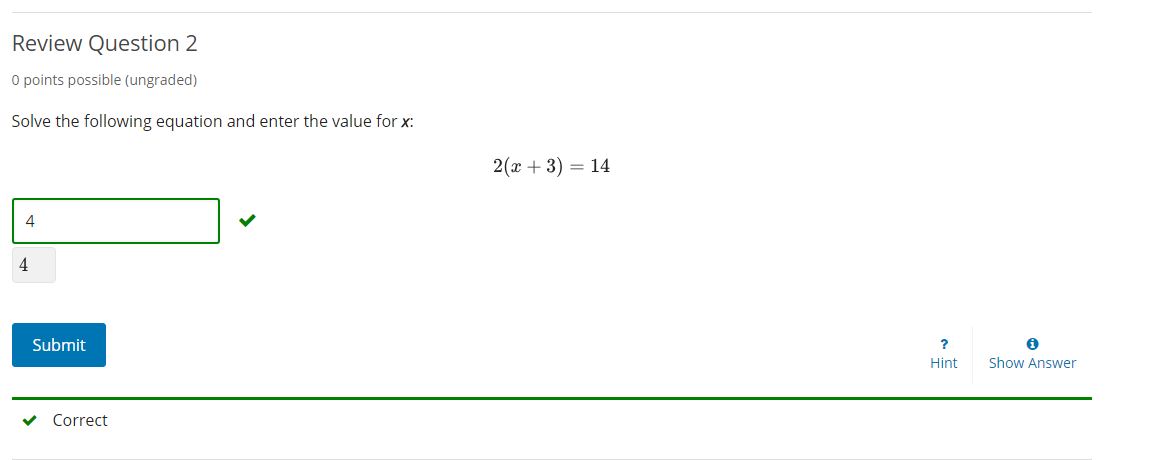 Review Question 2
0 points possible (ungraded)
Solve the following equation and enter the value for x:
2(x + 3) = 14
4
4
Submit
? Hint
Show Answer
Correct